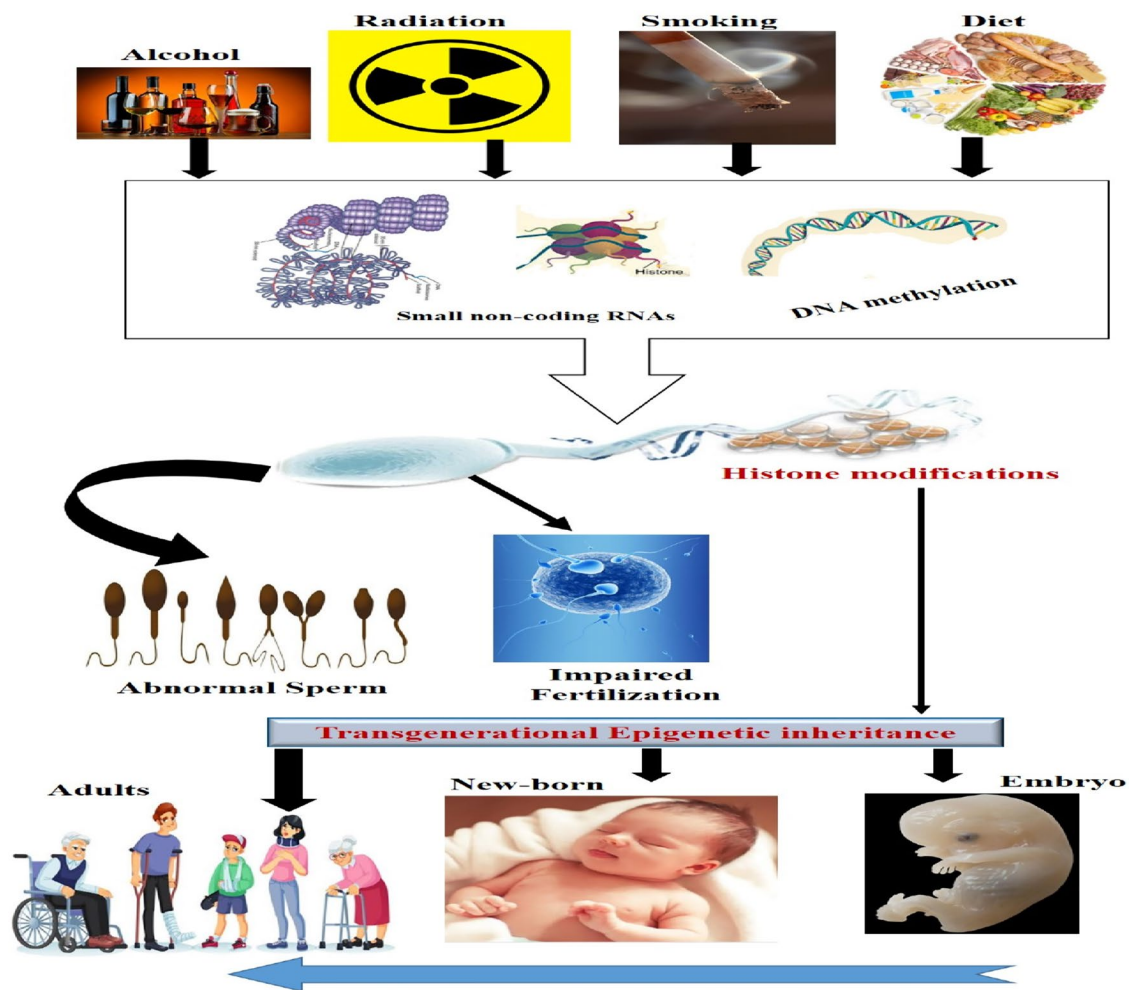 Radiation
Smoking
Diet
Alcohol
Histone
Small non-coding RNAs
DNA methylation
Histone modifications
Abnormal Sperm
Impaired
Fertilization
Transgenerational Epigenetic inheritance
Adults
New-born
Embryo